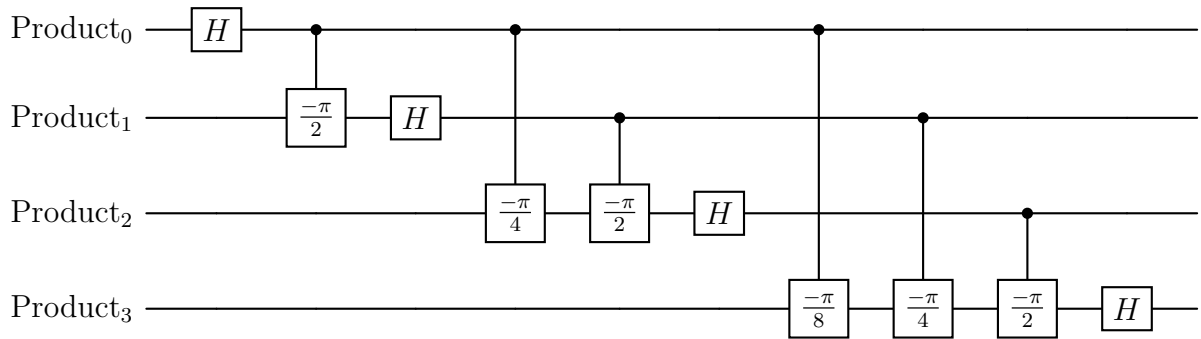 Product₀ H
Product₁ −π/2 H
Product₂ −π/4 −π/2 H
Product₃ −π/8 −π/4 −π/2 H